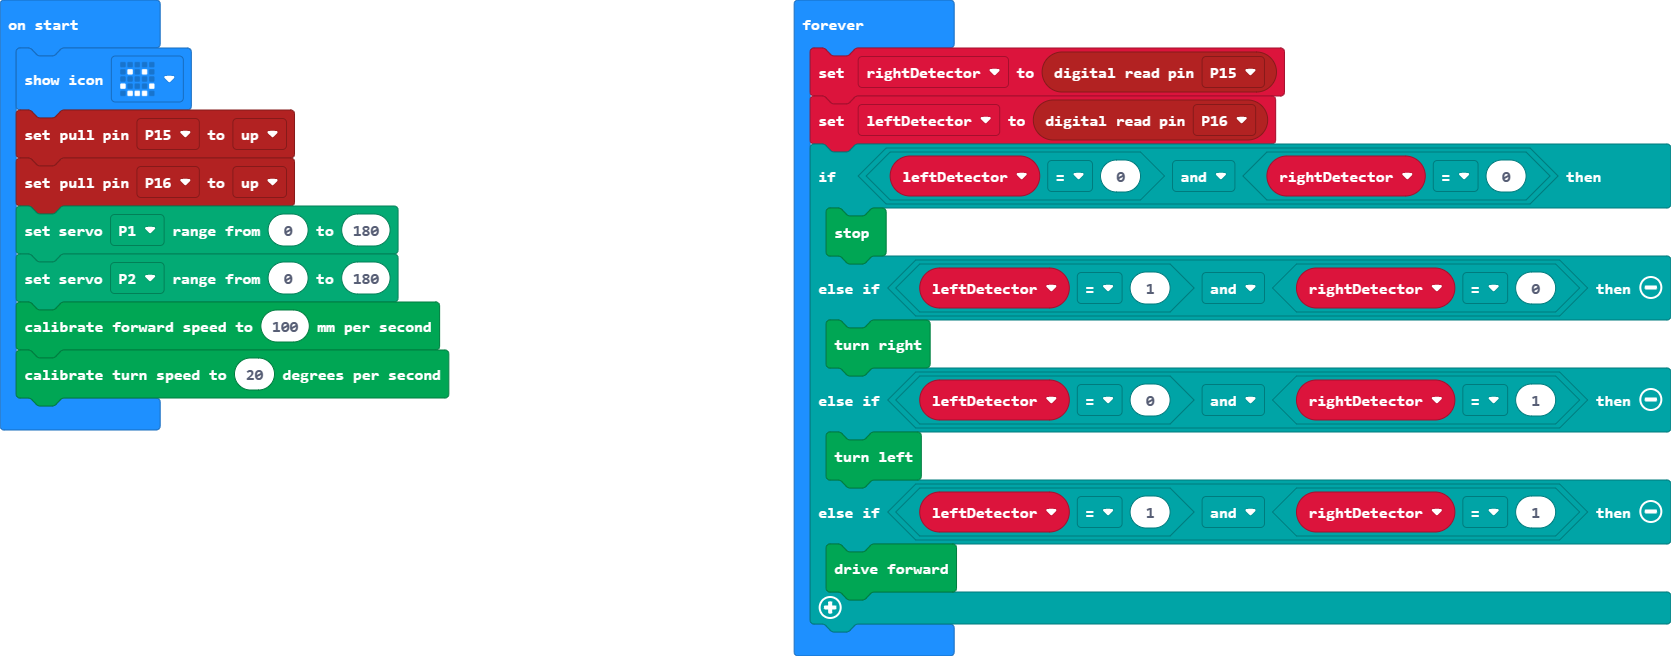 on start
show icon
set pull pin P15 to up
set pull pin P16 to up
set servo P1 range from 0 to 180
set servo P2 range from 0 to 180
calibrate forward speed to 100 mm per second
calibrate turn speed to 20 degrees per second
forever
set rightDetector to digital read pin P15
set leftDetector to digital read pin P16
if leftDetector = 0 and rightDetector = 0 then
stop
else if leftDetector = 1 and rightDetector = 0 then
turn right
else if leftDetector = 0 and rightDetector = 1 then
turn left
else if leftDetector = 1 and rightDetector = 1 then
drive forward